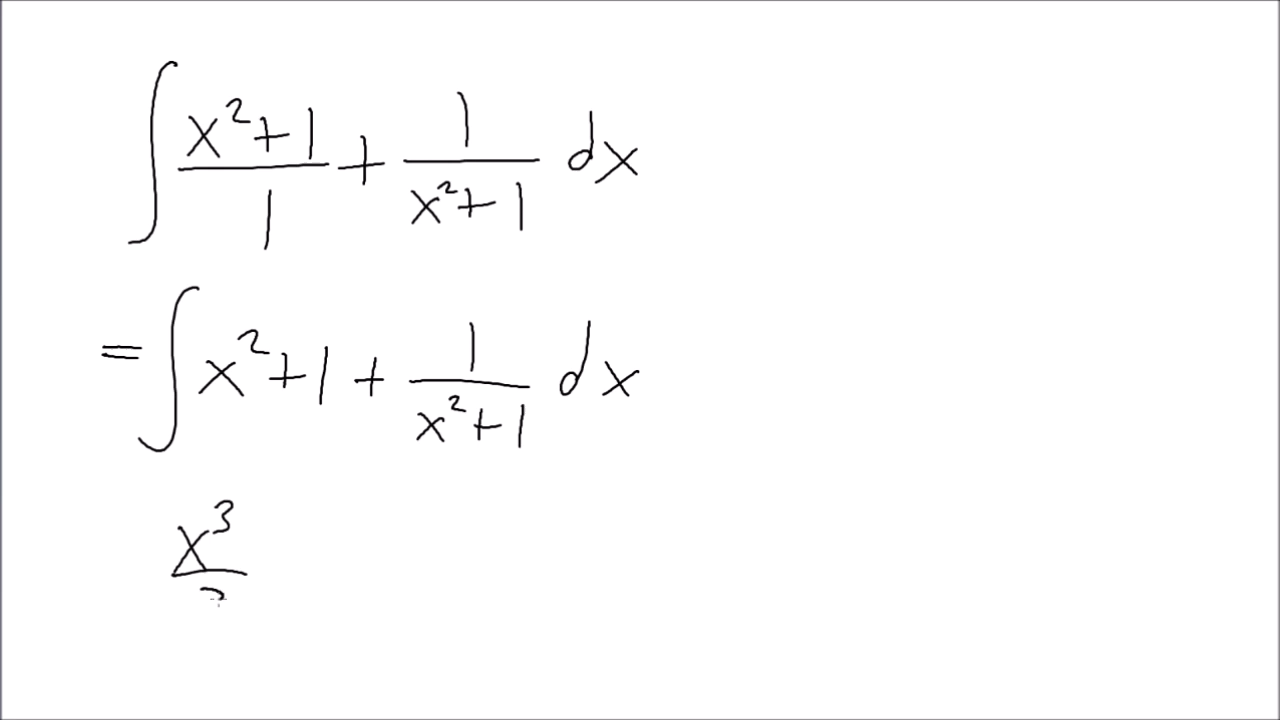 ∫ (x²+1)/1 + 1/(x²+1) dx
= ∫ x²+1 + 1/(x²+1) dx
x³/